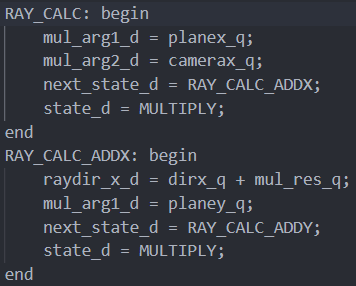 RAY_CALC: begin
    mul_arg1_d = planex_q;
    mul_arg2_d = camerax_q;
    next_state_d = RAY_CALC_ADDX;
    state_d = MULTIPLY;
end
RAY_CALC_ADDX: begin
    raydir_x_d = dirx_q + mul_res_q;
    mul_arg1_d = planey_q;
    next_state_d = RAY_CALC_ADDY;
    state_d = MULTIPLY;
end